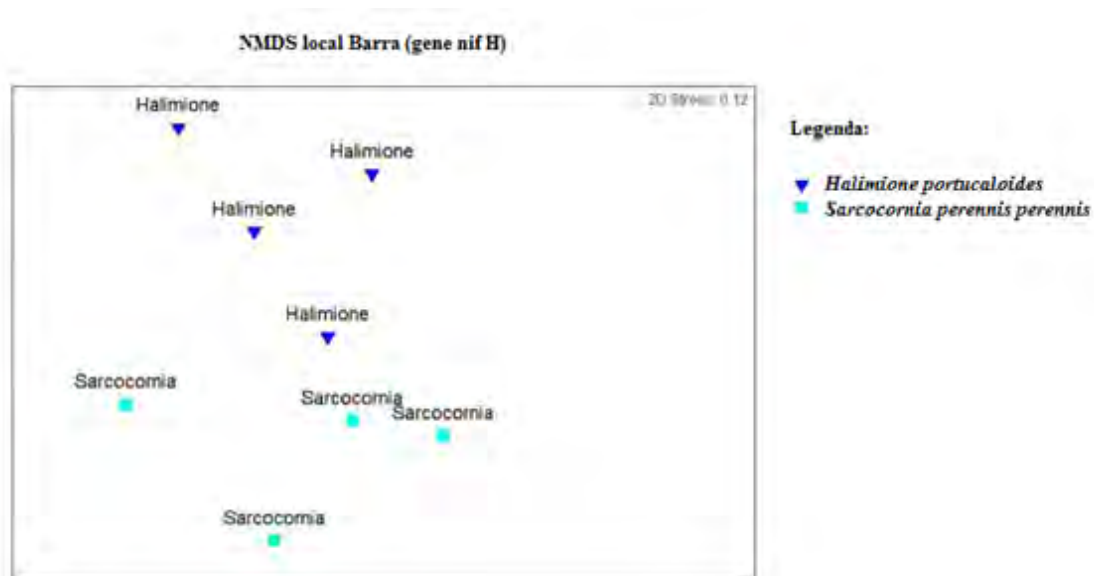 NMDS local Barra (gene nif H)
2D Stress: 0.12
Halimione
Halimione
Halimione
Halimione
Sarcocornia
Sarcocornia
Sarcocornia
Sarcocornia
Legenda:
Halimione portucaloides
Sarcocornia perennis perennis